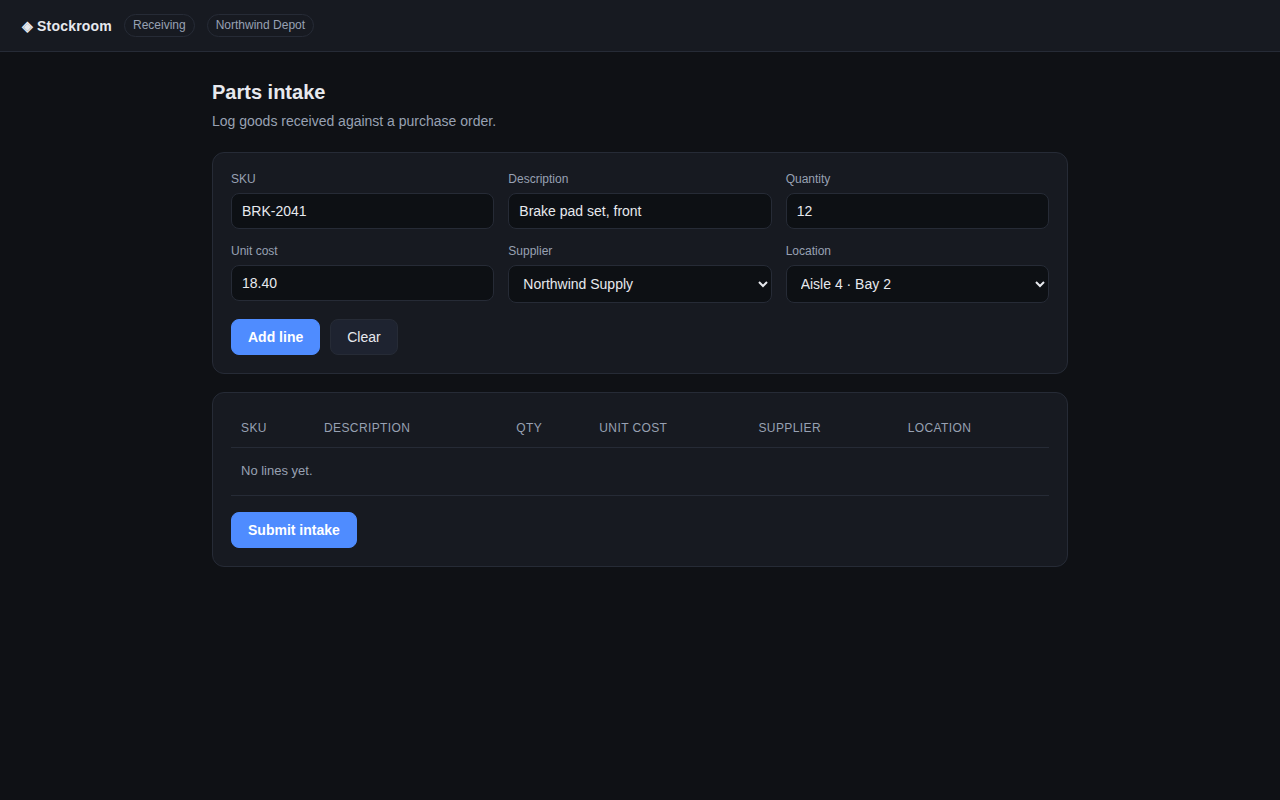 ◈ Stockroom Receiving Northwind Depot
Parts intake
Log goods received against a purchase order.
SKU Description Quantity
BRK-2041 Brake pad set, front 12
Unit cost Supplier Location
18.40 Northwind Supply Aisle 4 · Bay 2
Add line Clear
SKU DESCRIPTION QTY UNIT COST SUPPLIER LOCATION
No lines yet.
Submit intake